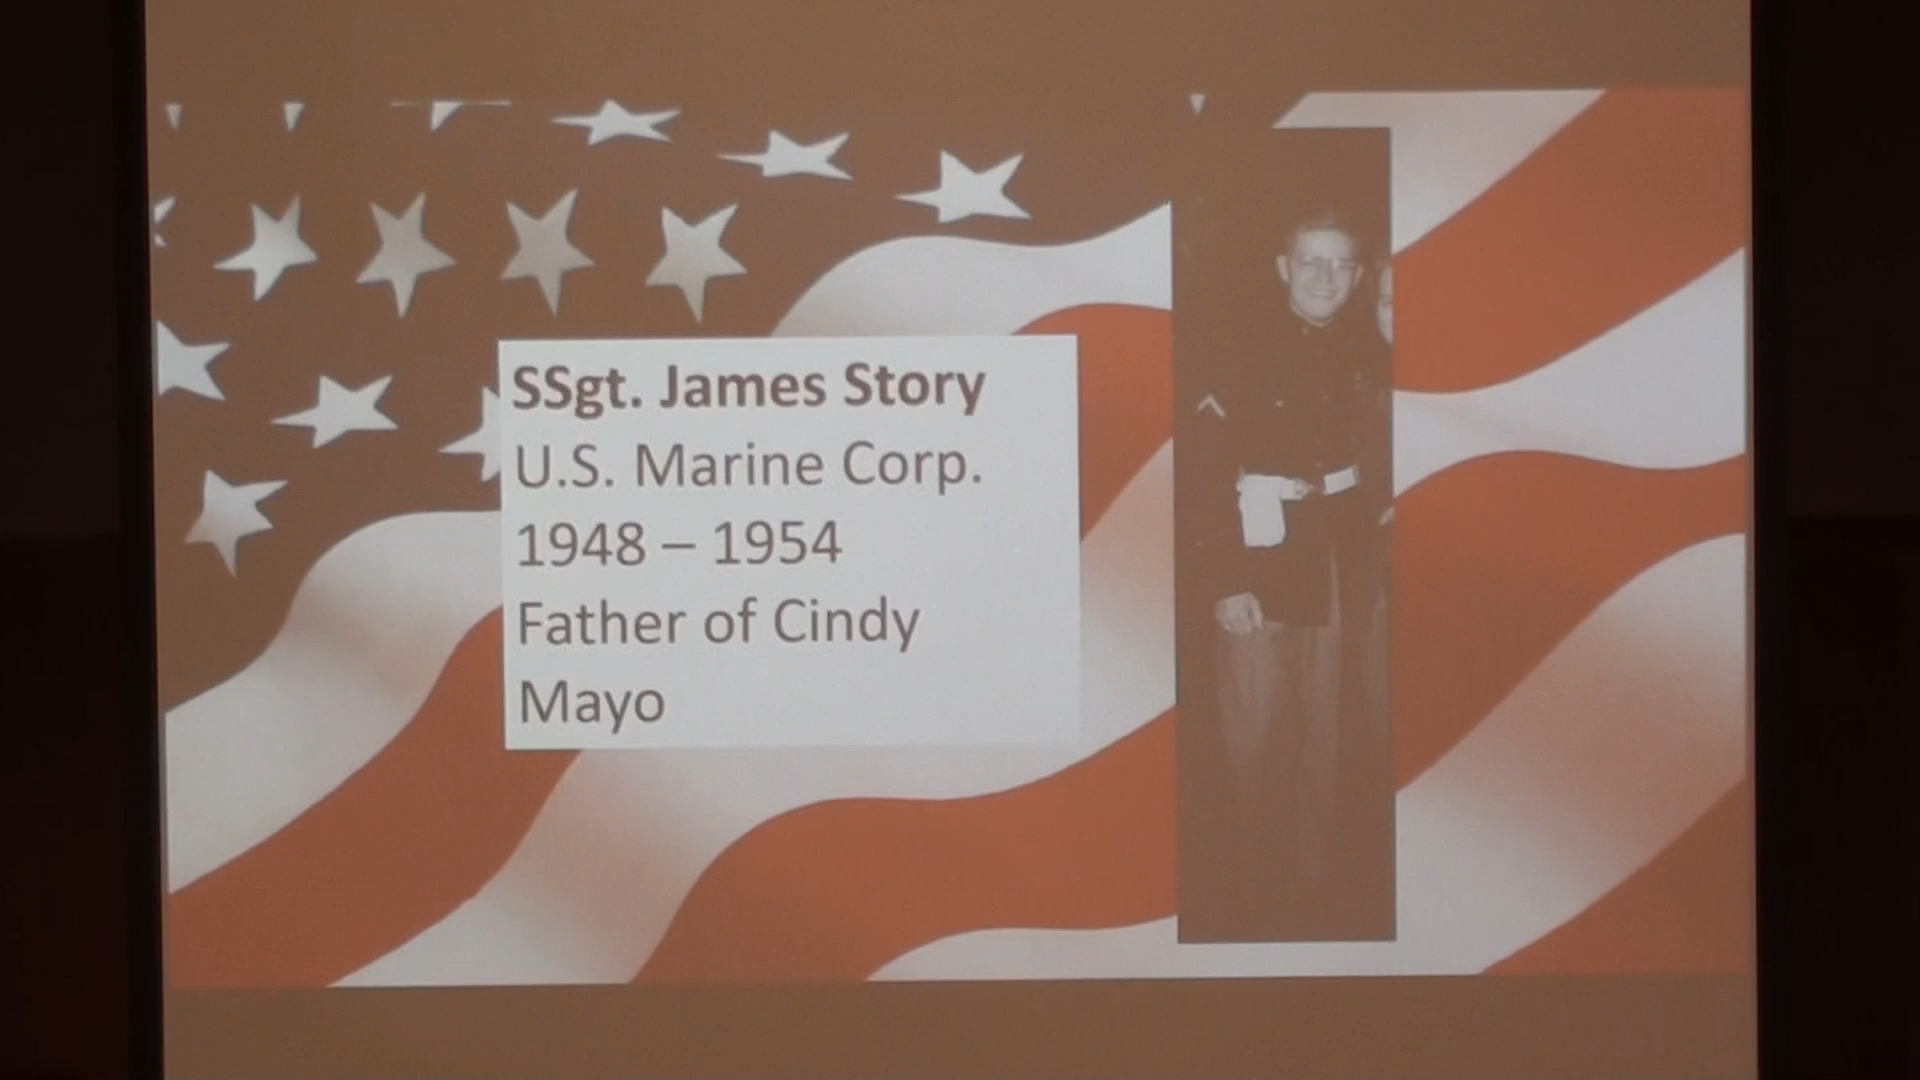 SSgt. James Story
U.S. Marine Corp.
1948 – 1954
Father of Cindy
Mayo